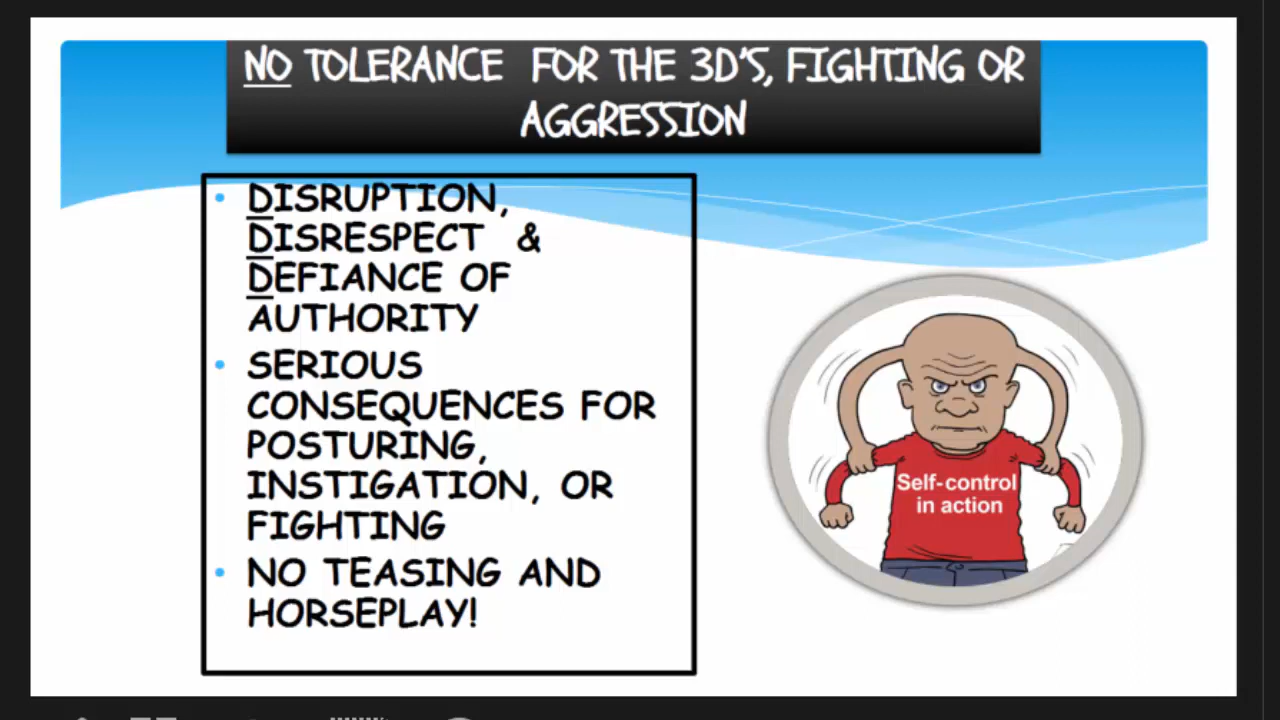 NO TOLERANCE FOR THE 3D'S, FIGHTING OR
AGGRESSION
DISRUPTION,
DISRESPECT &
DEFIANCE OF
AUTHORITY
SERIOUS
CONSEQUENCES FOR
POSTURING,
INSTIGATION, OR
FIGHTING
NO TEASING AND
HORSEPLAY!
Self-control
in action